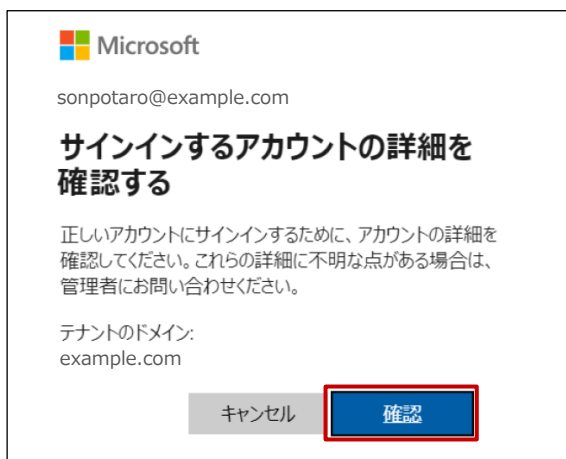 Microsoft
sonpotaro@example.com
サインインするアカウントの詳細を
確認する
正しいアカウントにサインインするために、アカウントの詳細を
確認してください。これらの詳細に不明な点がある場合は、
管理者にお問い合わせください。
テナントのドメイン:
example.com
キャンセル 確認